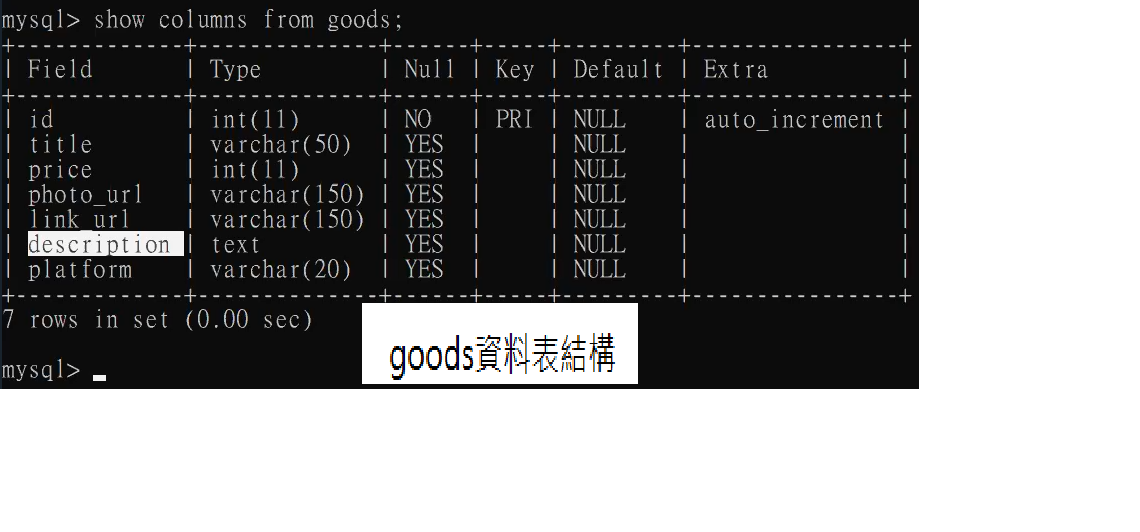 mysql> show columns from goods;
+-------------+--------------+------+-----+---------+----------------+
| Field       | Type         | Null | Key | Default | Extra          |
+-------------+--------------+------+-----+---------+----------------+
| id          | int(11)      | NO   | PRI | NULL    | auto_increment |
| title       | varchar(50)  | YES  |     | NULL    |                |
| price       | int(11)      | YES  |     | NULL    |                |
| photo_url   | varchar(150) | YES  |     | NULL    |                |
| link_url    | varchar(150) | YES  |     | NULL    |                |
| description | text         | YES  |     | NULL    |                |
| platform    | varchar(20)  | YES  |     | NULL    |                |
+-------------+--------------+------+-----+---------+----------------+
7 rows in set (0.00 sec)
goods資料表結構
mysql>